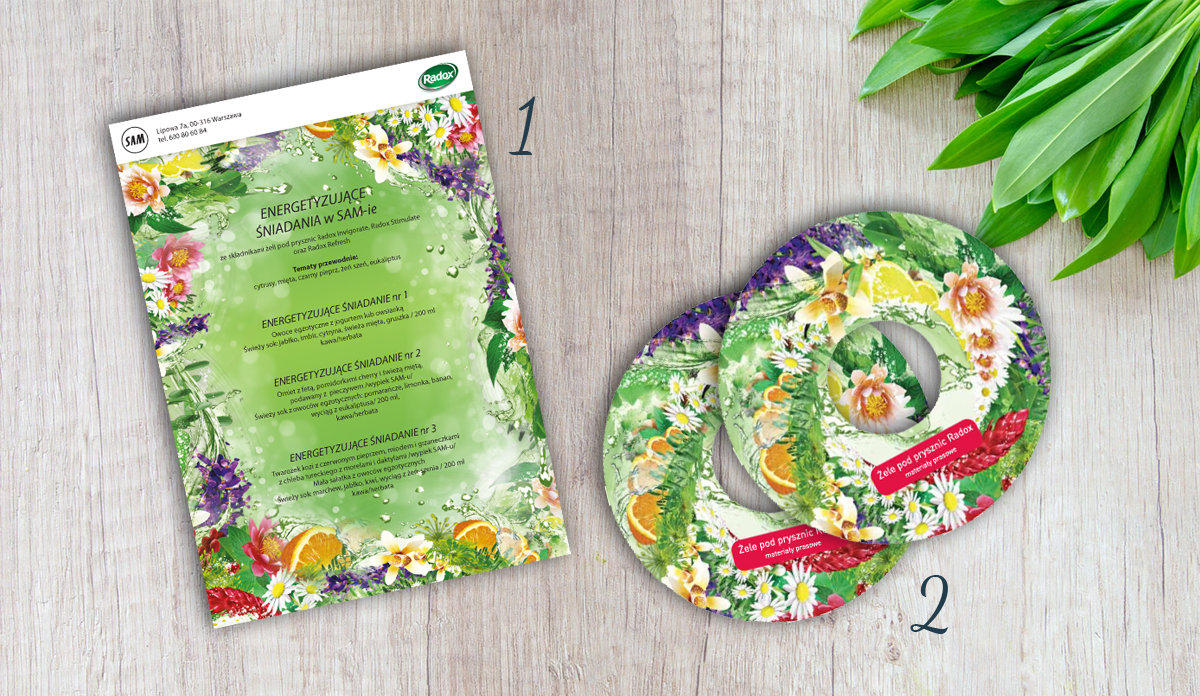 SAM
Lipowa 7a, 00-316 Warszawa
tel. 600 80 60 84
Radox
1
ENERGETYZUJĄCE
ŚNIADANIA w SAM-ie
ze składnikami żeli pod prysznic Radox Invigorate, Radox Stimulate
oraz Radox Refresh
Tematy przewodnie:
cytrusy, mięta, czarny pieprz, żeń szeń, eukaliptus
ENERGETYZUJĄCE ŚNIADANIE nr 1
Owoce egzotyczne z jogurtem lub owsianką
Świeży sok: jabłko, imbir, cytryna, świeża mięta, gruszka / 200 ml
kawa/herbata
ENERGETYZUJĄCE ŚNIADANIE nr 2
Omlet z fetą, pomidorkami cherry i świeżą miętą,
podawany z pieczywem /wypiek SAM-u/
Świeży sok z owoców egzotycznych: pomarańcze, limonka, banan,
wyciąg z eukaliptusa/ 200 ml,
kawa/herbata
ENERGETYZUJĄCE ŚNIADANIE nr 3
Twarożek kozi z czerwonym pieprzem, miodem i grzaneczkami
z chleba tureckiego z morelami i daktylami /wypiek SAM-u/
Mała sałatka z owoców egzotycznych
Świeży sok: marchew, jabłko, kiwi, wyciąg z żeń szenia / 200 ml
kawa/herbata
Żele pod prysznic Radox
materiały prasowe
Żele pod prysznic
materiały prasowe
2